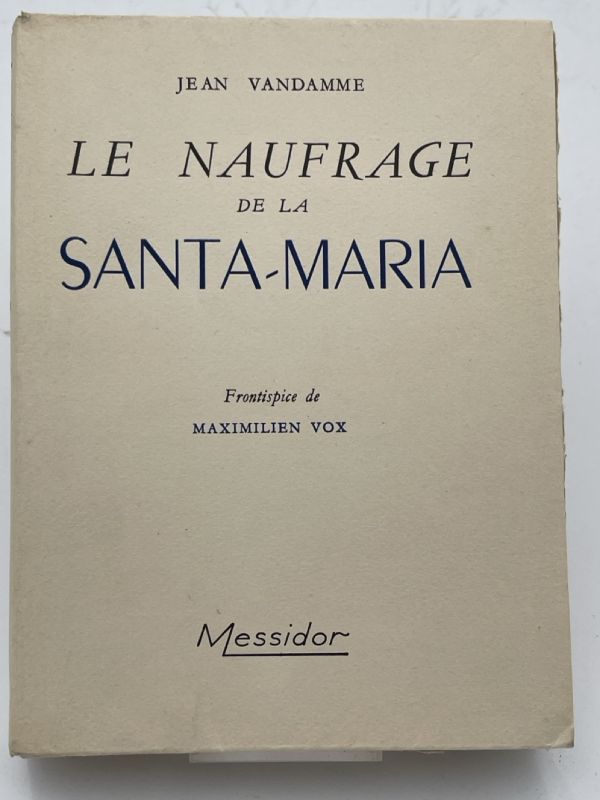 JEAN VANDAMME
LE NAUFRAGE
DE LA
SANTA-MARIA
Frontispice de
MAXIMILIEN VOX
Messidor